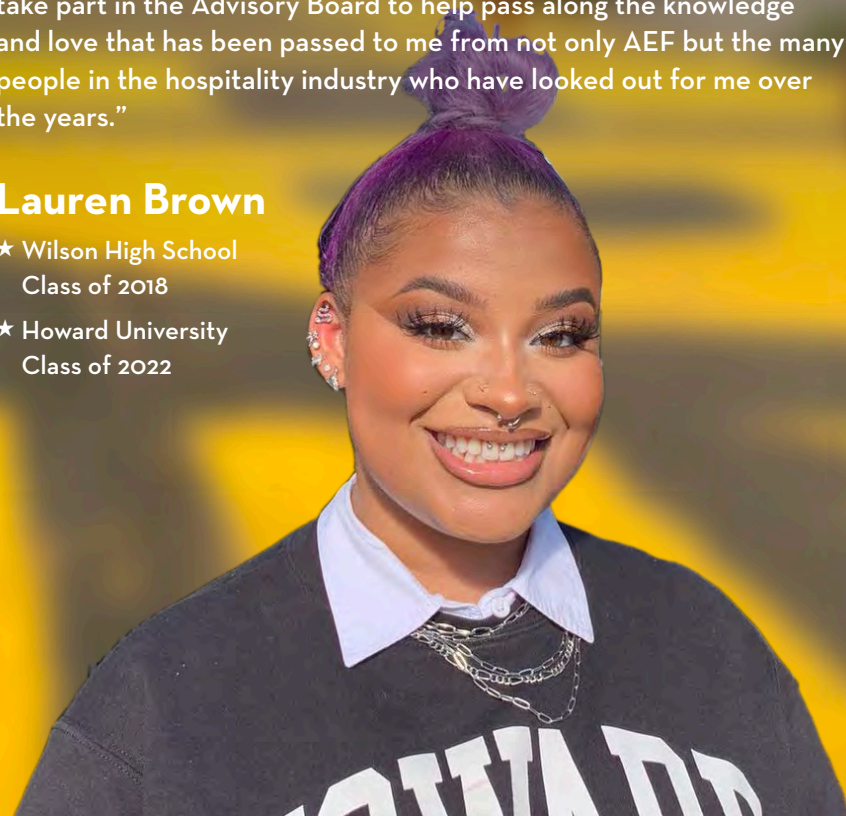 take part in the Advisory Board to help pass along the knowledge
and love that has been passed to me from not only AEF but the many
people in the hospitality industry who have looked out for me over
the years.”
Lauren Brown
★ Wilson High School
Class of 2018
★ Howard University
Class of 2022
HOWARD